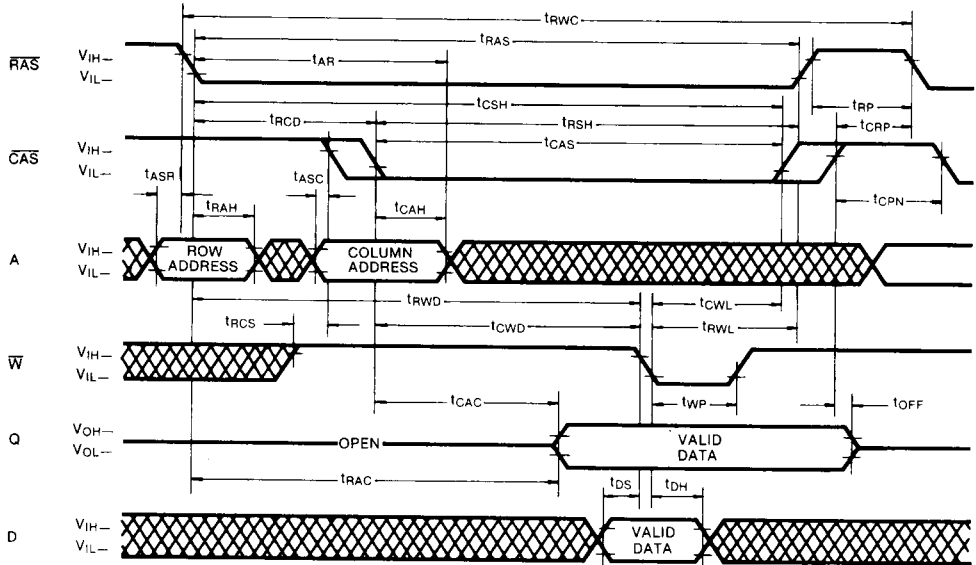 tRWC
tRAS
tAR
RAS
VIH–
VIL–
tCSH
tRP
tRCD
tRSH
tCRP
CAS
VIH–
VIL–
tCAS
tASR
tASC
tCPN
tRAH
tCAH
A
VIH–
VIL–
ROW
ADDRESS
COLUMN
ADDRESS
tRWD
tCWL
tRCS
tCWD
tRWL
W
VIH–
VIL–
tCAC
tWP
tOFF
Q
VOH–
VOL–
OPEN
VALID
DATA
tRAC
tDS
tDH
D
VIH–
VIL–
VALID
DATA